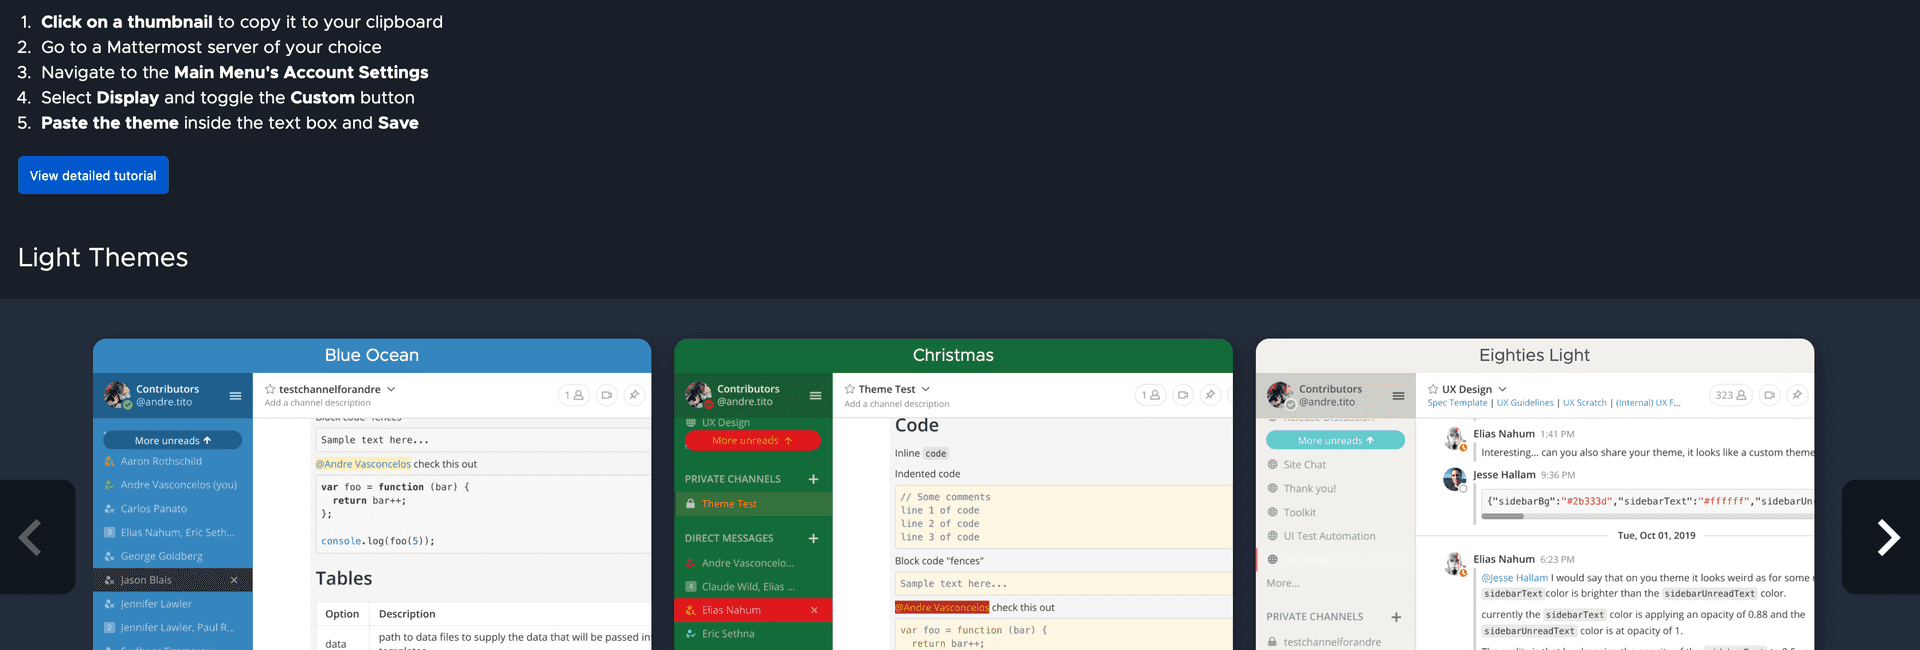 1. Click on a thumbnail to copy it to your clipboard
2. Go to a Mattermost server of your choice
3. Navigate to the Main Menu's Account Settings
4. Select Display and toggle the Custom button
5. Paste the theme inside the text box and Save
View detailed tutorial
Light Themes
Blue Ocean
Contributors
@andre.tito
More unreads ↑
Aaron Rothschild
Andre Vasconcelos (you)
Carlos Panato
3 Elias Nahum, Eric Seth...
George Goldberg
Jason Blais ×
Jennifer Lawler
2 Jennifer Lawler, Paul R...
testchannelforandre
Add a channel description
1
Sample text here...
@Andre Vasconcelos check this out
var foo = function (bar) {
return bar++;
};
console.log(foo(5));
Tables
Option Description
data path to data files to supply the data that will be passed in
Christmas
Contributors
@andre.tito
UX Design
More unreads ↑
PRIVATE CHANNELS +
Theme Test
DIRECT MESSAGES +
Andre Vasconcelo...
4 Claude Wild, Elias ...
Elias Nahum ×
Eric Sethna
Theme Test
Add a channel description
1
Code
Inline code
Indented code
// Some comments
line 1 of code
line 2 of code
line 3 of code
Block code "fences"
Sample text here...
@Andre Vasconcelos check this out
var foo = function (bar) {
return bar++;
Eighties Light
Contributors
@andre.tito
More unreads ↑
Site Chat
Thank you!
Toolkit
UI Test Automation
UX Design
More...
PRIVATE CHANNELS +
testchannelforandre
UX Design
Spec Template | UX Guidelines | UX Scratch | (Internal) UX F...
323
Elias Nahum 1:41 PM
Interesting... can you also share your theme, it looks like a custom theme
Jesse Hallam 9:36 PM
{"sidebarBg":"#2b333d","sidebarText":"#ffffff","sidebarUn
Tue, Oct 01, 2019
Elias Nahum 6:23 PM
@Jesse Hallam I would say that on you theme it looks weird as for some
sidebarText color is brighter than the sidebarUnreadText color.
currently the sidebarText color is applying an opacity of 0.88 and the
sidebarUnreadText color is at opacity of 1.